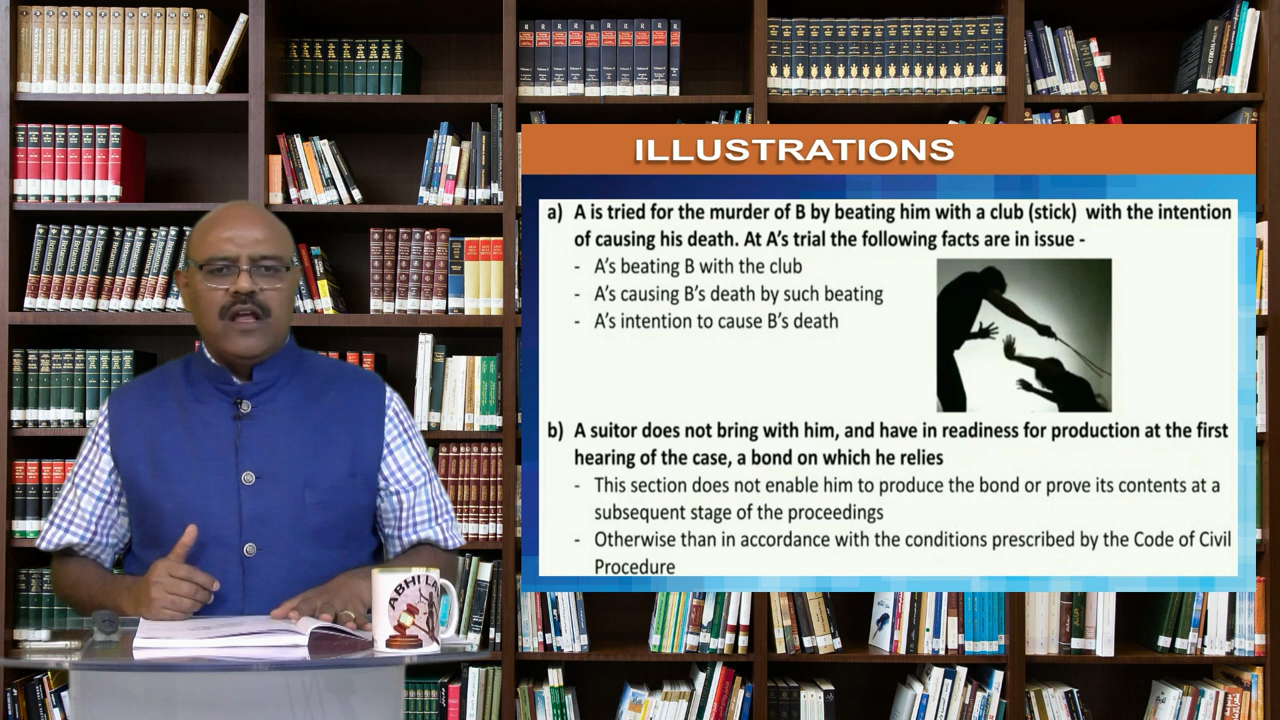 ILLUSTRATIONS
a) A is tried for the murder of B by beating him with a club (stick) with the intention
of causing his death. At A's trial the following facts are in issue -
- A's beating B with the club
- A's causing B's death by such beating
- A's intention to cause B's death
b) A suitor does not bring with him, and have in readiness for production at the first
hearing of the case, a bond on which he relies
- This section does not enable him to produce the bond or prove its contents at a
subsequent stage of the proceedings
- Otherwise than in accordance with the conditions prescribed by the Code of Civil
Procedure
ABHI LA